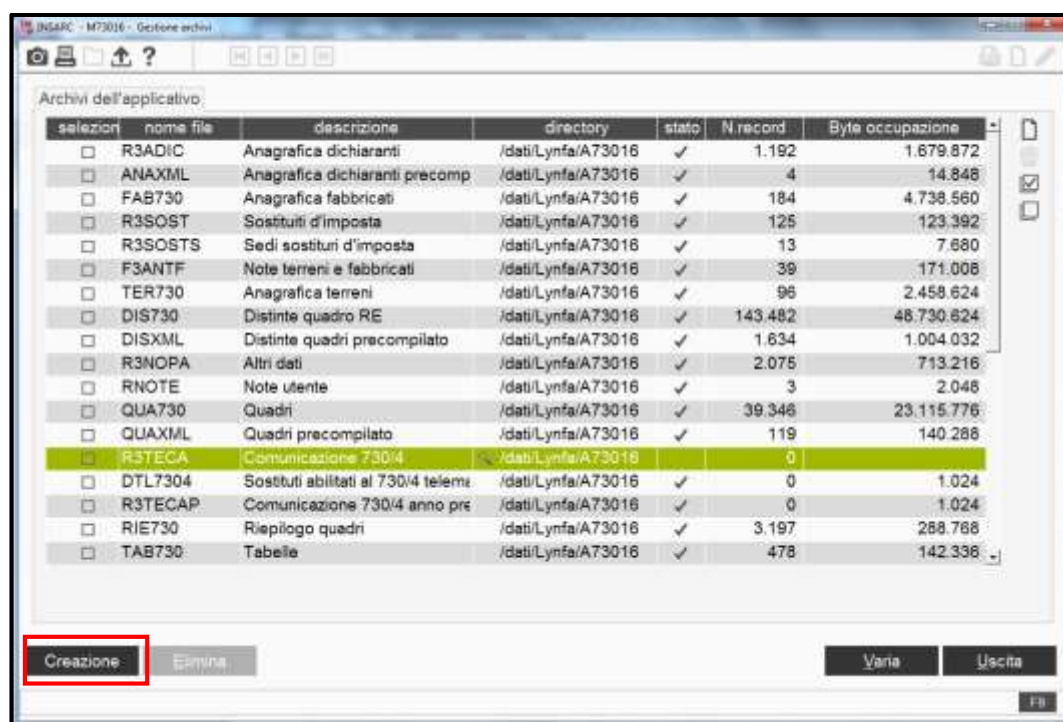 INSARC - M73016 - Gestione archivi
?
Archivi dell'applicativo
selezion nome file descrizione directory stato N.record Byte occupazione
R3ADIC Anagrafica dichiaranti /dati/Lynfa/A73016 ✓ 1.192 1.679.872
ANAXML Anagrafica dichiaranti precomp /dati/Lynfa/A73016 ✓ 4 14.848
FAB730 Anagrafica fabbricati /dati/Lynfa/A73016 ✓ 184 4.738.560
R3SOST Sostituiti d'imposta /dati/Lynfa/A73016 ✓ 125 123.392
R3SOSTS Sedi sostituri d'imposta /dati/Lynfa/A73016 ✓ 13 7.680
F3ANTF Note terreni e fabbricati /dati/Lynfa/A73016 ✓ 39 171.008
TER730 Anagrafica terreni /dati/Lynfa/A73016 ✓ 96 2.458.624
DIS730 Distinte quadro RE /dati/Lynfa/A73016 ✓ 143.482 48.730.624
DISXML Distinte quadri precompilato /dati/Lynfa/A73016 ✓ 1.634 1.004.032
R3NOPA Altri dati /dati/Lynfa/A73016 ✓ 2.075 713.216
RNOTE Note utente /dati/Lynfa/A73016 ✓ 3 2.048
QUA730 Quadri /dati/Lynfa/A73016 ✓ 39.346 23.115.776
QUAXML Quadri precompilato /dati/Lynfa/A73016 ✓ 119 140.288
R3TECA Comunicazione 730/4 /dati/Lynfa/A73016 0
DTL7304 Sostituti abilitati al 730/4 telema /dati/Lynfa/A73016 ✓ 0 1.024
R3TECAP Comunicazione 730/4 anno pre /dati/Lynfa/A73016 ✓ 0 1.024
RIE730 Riepilogo quadri /dati/Lynfa/A73016 ✓ 3.197 288.768
TAB730 Tabelle /dati/Lynfa/A73016 ✓ 478 142.336
Creazione Elimina Varia Uscita